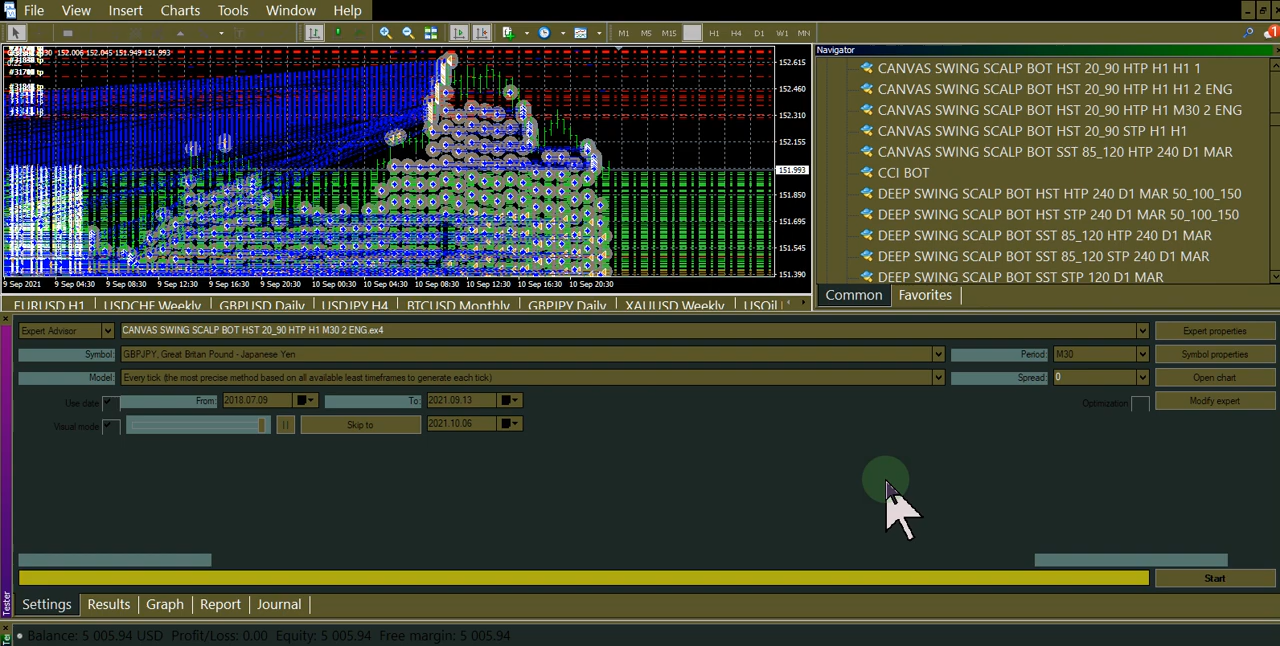 File View Insert Charts Tools Window Help
M1 M5 M15 H1 H4 D1 W1 MN
152.006 152.045 151.949 151.993
152.615
152.460
152.310
152.155
151.993
151.850
151.695
151.545
151.390
9 Sep 2021 9 Sep 04:30 9 Sep 08:30 9 Sep 12:30 9 Sep 16:30 9 Sep 20:30 10 Sep 00:30 10 Sep 04:30 10 Sep 08:30 10 Sep 12:30 10 Sep 16:30 10 Sep 20:30
EURUSD H1 USDCHF Weekly GBPUSD Daily USDJPY H4 BTCUSD Monthly GBPJPY Daily XAUUSD Weekly USOil
Navigator
CANVAS SWING SCALP BOT HST 20_90 HTP H1 H1 1
CANVAS SWING SCALP BOT HST 20_90 HTP H1 H1 2 ENG
CANVAS SWING SCALP BOT HST 20_90 HTP H1 M30 2 ENG
CANVAS SWING SCALP BOT HST 20_90 STP H1 H1
CANVAS SWING SCALP BOT SST 85_120 HTP 240 D1 MAR
CCI BOT
DEEP SWING SCALP BOT HST HTP 240 D1 MAR 50_100_150
DEEP SWING SCALP BOT HST STP 240 D1 MAR 50_100_150
DEEP SWING SCALP BOT SST 85_120 HTP 240 D1 MAR
DEEP SWING SCALP BOT SST 85_120 STP 240 D1 MAR
DEEP SWING SCALP BOT SST STP 120 D1 MAR
Common Favorites
Expert Advisor CANVAS SWING SCALP BOT HST 20_90 HTP H1 M30 2 ENG.ex4 Expert properties
Symbol: GBPJPY, Great Britan Pound - Japanese Yen Period: M30 Symbol properties
Model: Every tick (the most precise method based on all available least timeframes to generate each tick) Spread: 0 Open chart
Use date From: 2018.07.09 To: 2021.09.13 Optimization Modify expert
Visual mode Skip to 2021.10.06
Start
Tester
Settings Results Graph Report Journal
Balance: 5 005.94 USD Profit/Loss: 0.00 Equity: 5 005.94 Free margin: 5 005.94